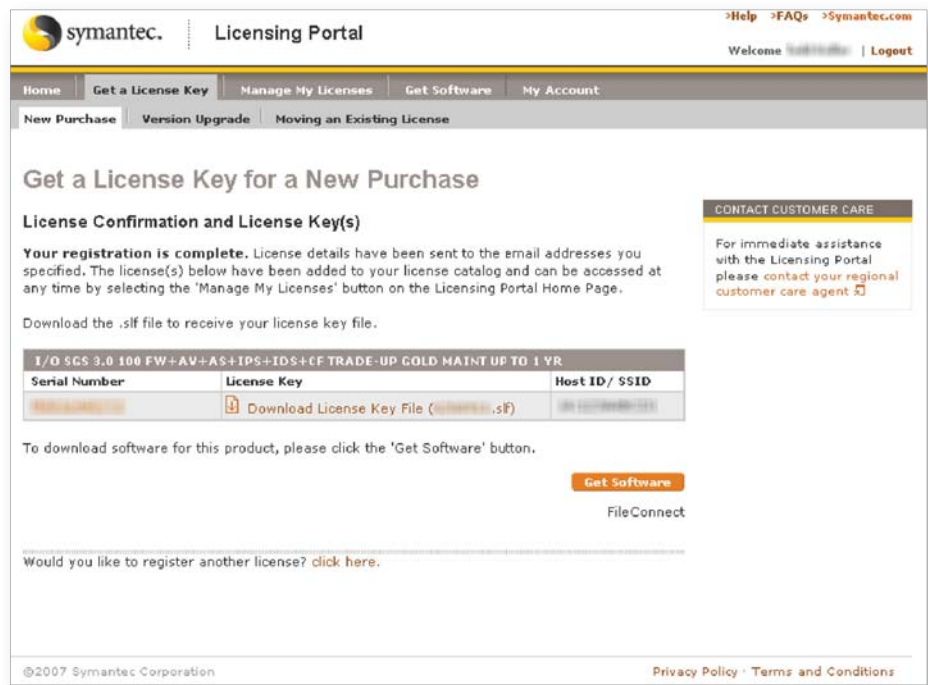 >Help >FAQs >Symantec.com
symantec. Licensing Portal
Welcome | Logout
Home Get a License Key Manage My Licenses Get Software My Account
New Purchase Version Upgrade Moving an Existing License
Get a License Key for a New Purchase
License Confirmation and License Key(s)
Your registration is complete. License details have been sent to the email addresses you
specified. The license(s) below have been added to your license catalog and can be accessed at
any time by selecting the 'Manage My Licenses' button on the Licensing Portal Home Page.
Download the .slf file to receive your license key file.
I/O SGS 3.0 100 FW+AV+AS+IPS+IDS+CF TRADE-UP GOLD MAINT UP TO 1 YR
Serial Number License Key Host ID/ SSID
Download License Key File ( .slf)
To download software for this product, please click the 'Get Software' button.
Get Software
FileConnect
Would you like to register another license? click here.
CONTACT CUSTOMER CARE
For immediate assistance
with the Licensing Portal
please contact your regional
customer care agent
©2007 Symantec Corporation
Privacy Policy · Terms and Conditions